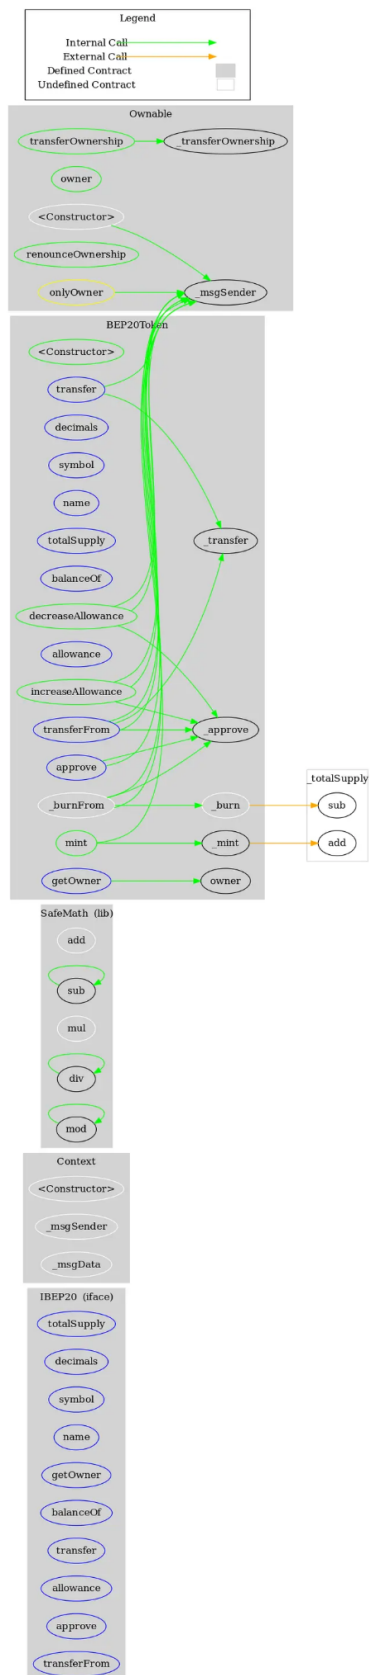 Legend
Internal Call
External Call
Defined Contract
Undefined Contract
Ownable
transferOwnership
_transferOwnership
owner
<Constructor>
renounceOwnership
onlyOwner
_msgSender
BEP20Token
<Constructor>
transfer
decimals
symbol
name
totalSupply
_transfer
balanceOf
decreaseAllowance
allowance
increaseAllowance
transferFrom
_approve
approve
_totalSupply
_burnFrom
_burn
sub
mint
_mint
add
getOwner
owner
SafeMath (lib)
add
sub
mul
div
mod
Context
<Constructor>
_msgSender
_msgData
IBEP20 (iface)
totalSupply
decimals
symbol
name
getOwner
balanceOf
transfer
allowance
approve
transferFrom